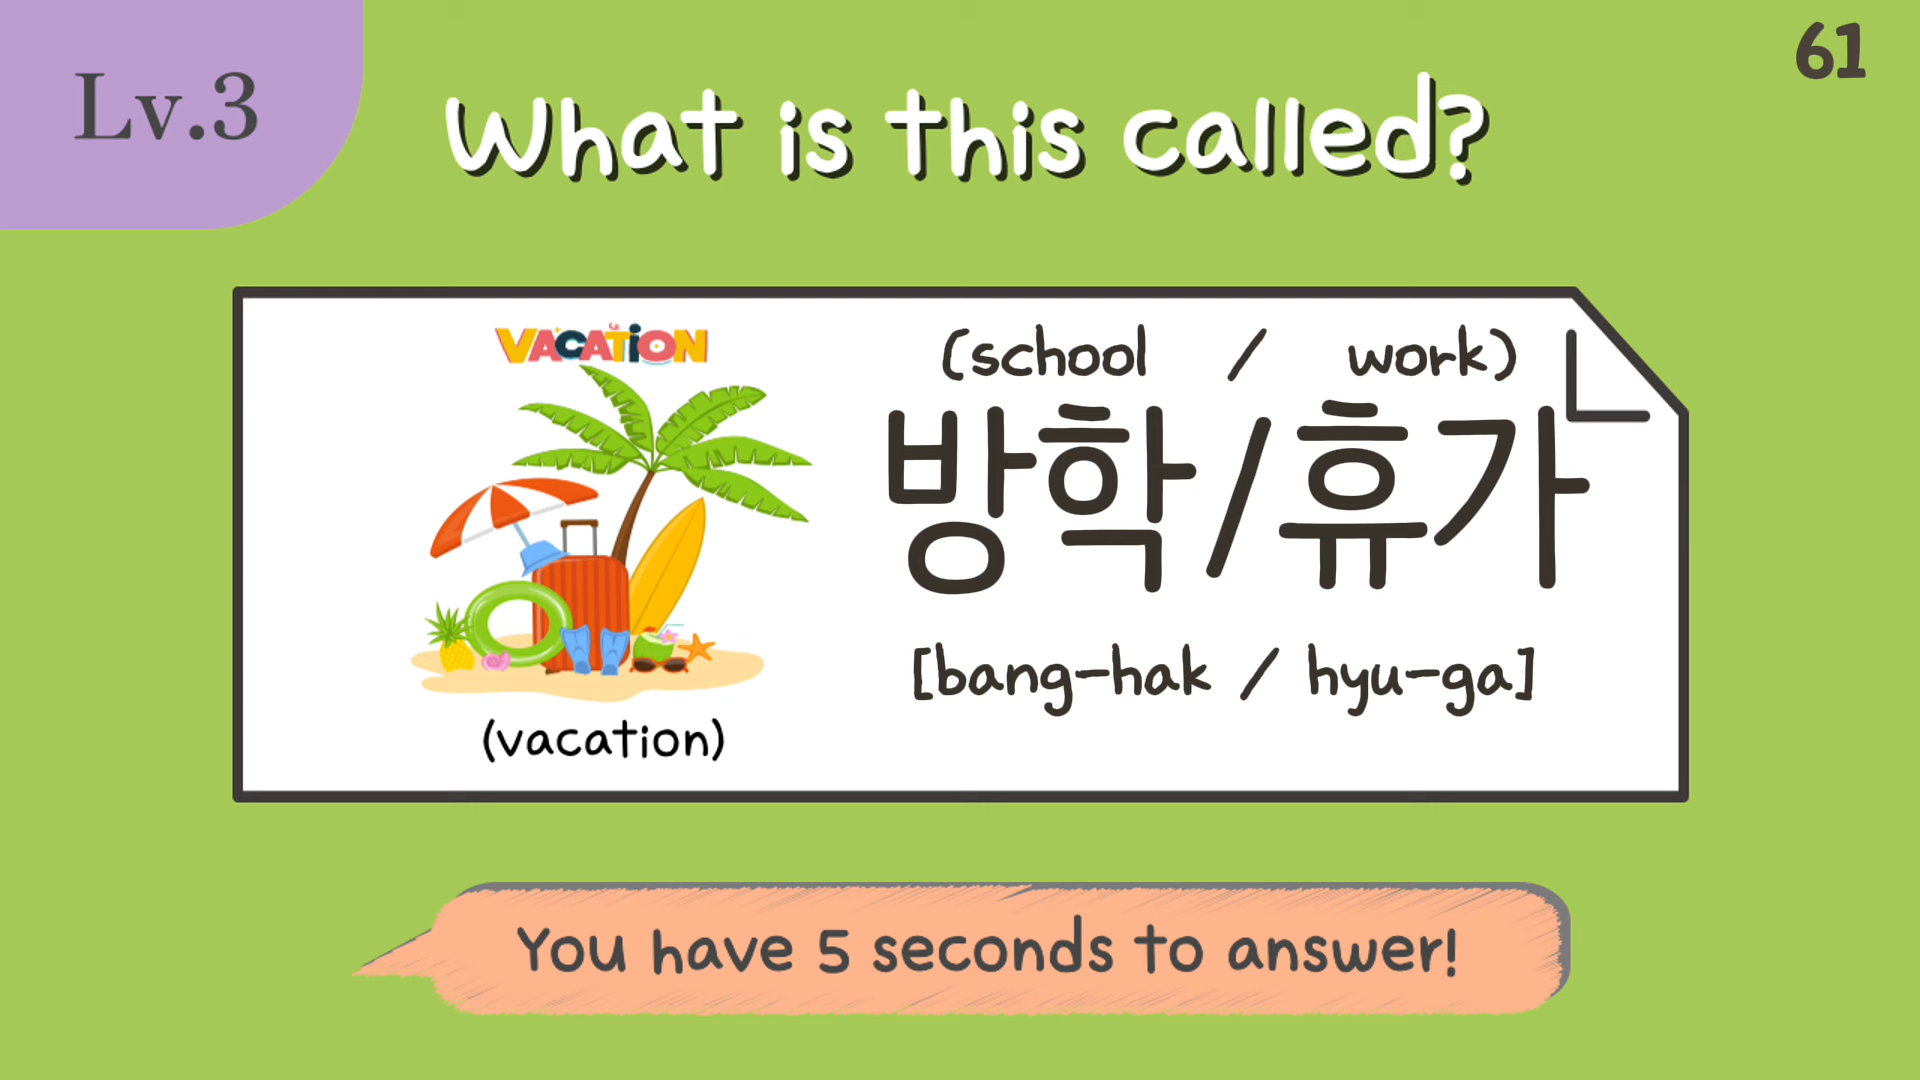 Lv.3
61
What is this called?
VACATION
(school / work)
방학/휴가
[bang-hak / hyu-ga]
(vacation)
You have 5 seconds to answer!